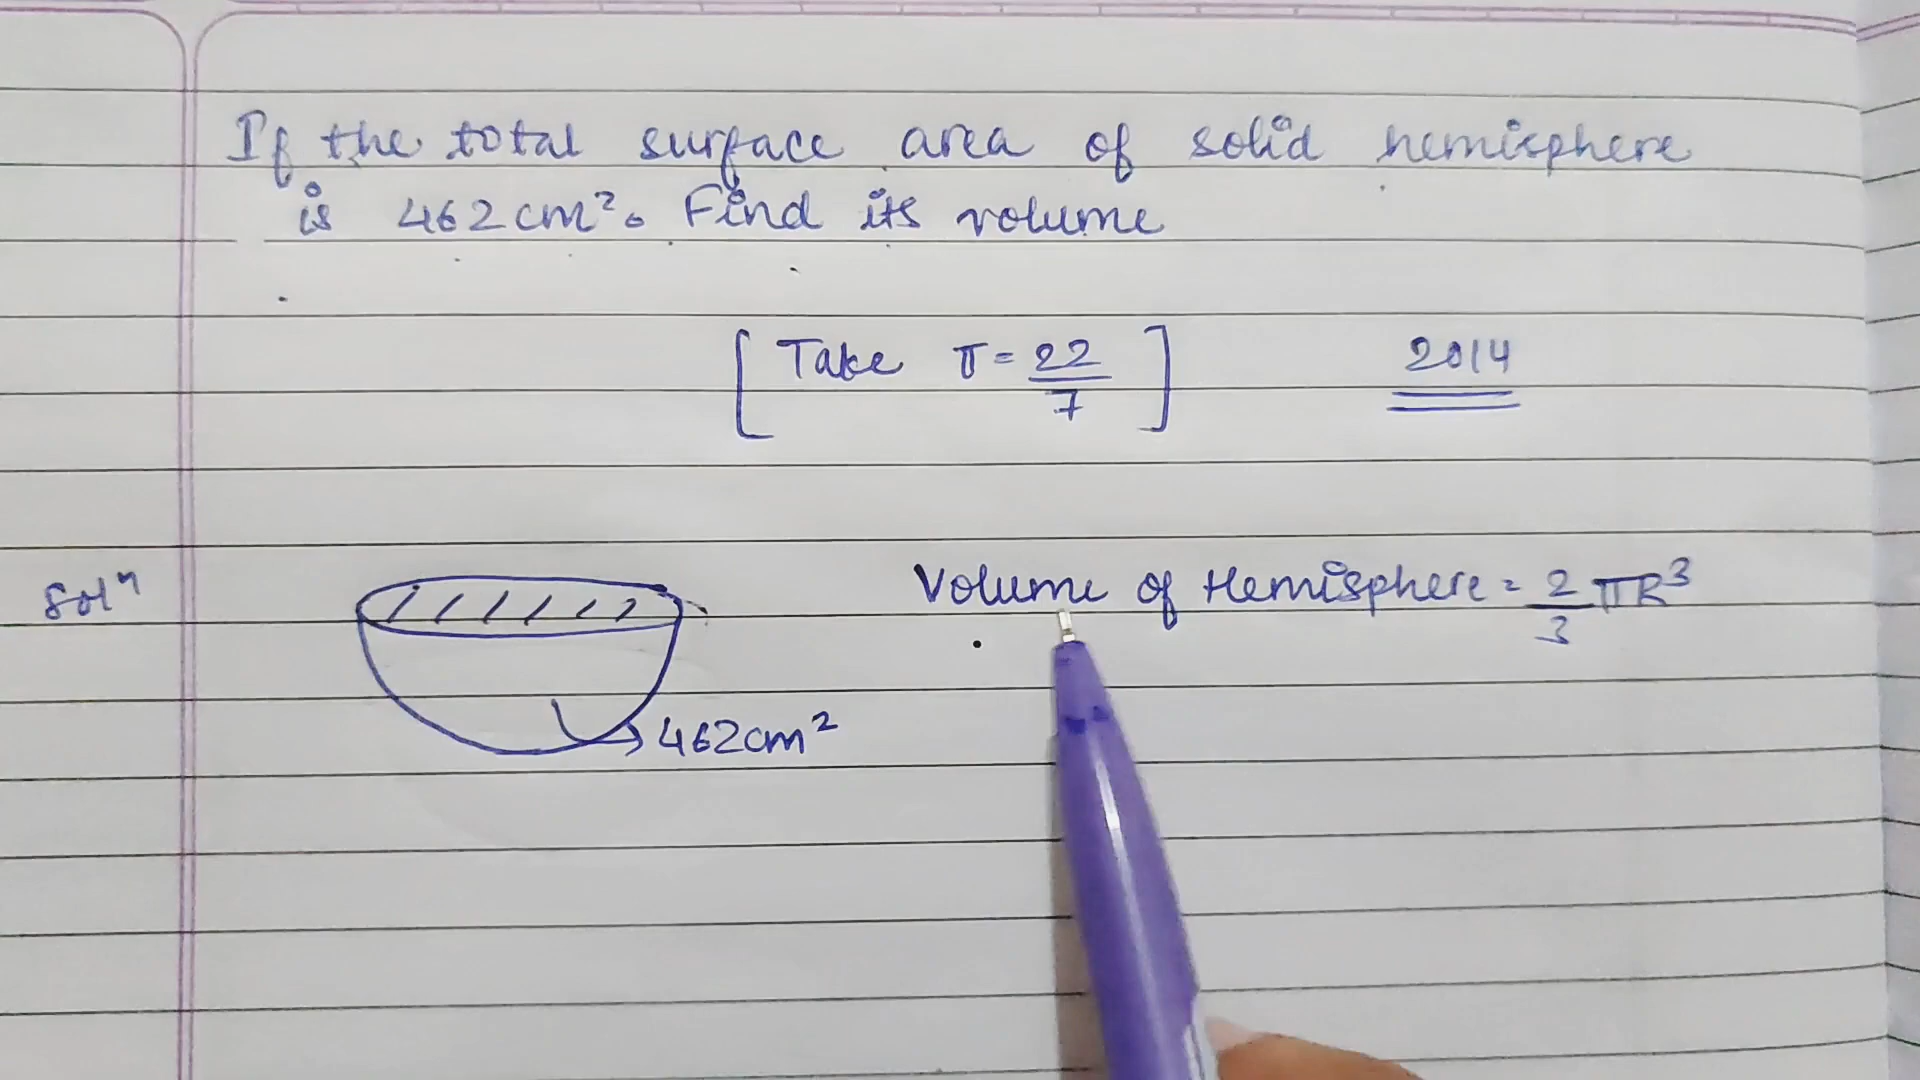 If the total surface area of solid hemisphere
is 462 cm². Find its volume
[Take π = 22/7] 2014
Solⁿ
Volume of Hemisphere = 2/3 πR³
462cm²